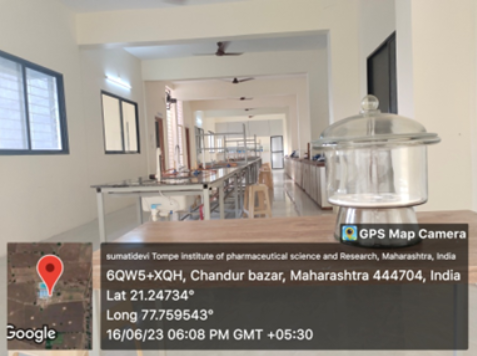 GPS Map Camera
sumatidevi Tompe institute of pharmaceutical science and Research, Maharashtra, India
6QW5+XQH, Chandur bazar, Maharashtra 444704, India
Lat 21.24734°
Long 77.759543°
16/06/23 06:08 PM GMT +05:30
Google